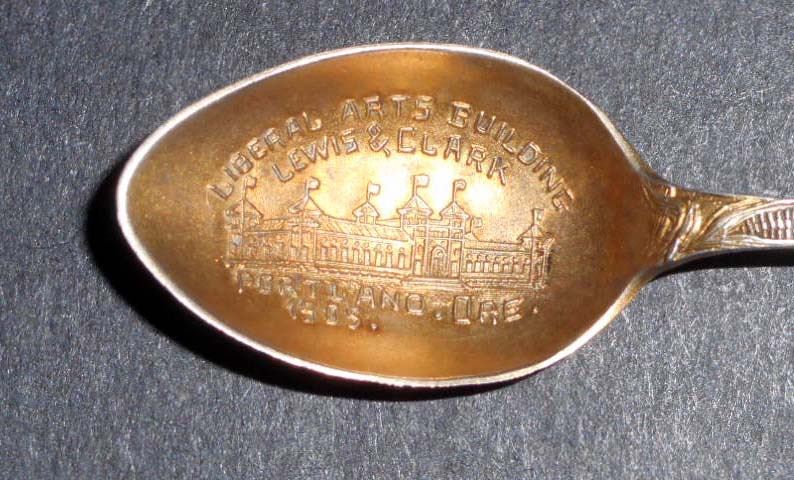 LIBERAL ARTS BUILDING
LEWIS & CLARK
PORTLAND. ORE.
1905.